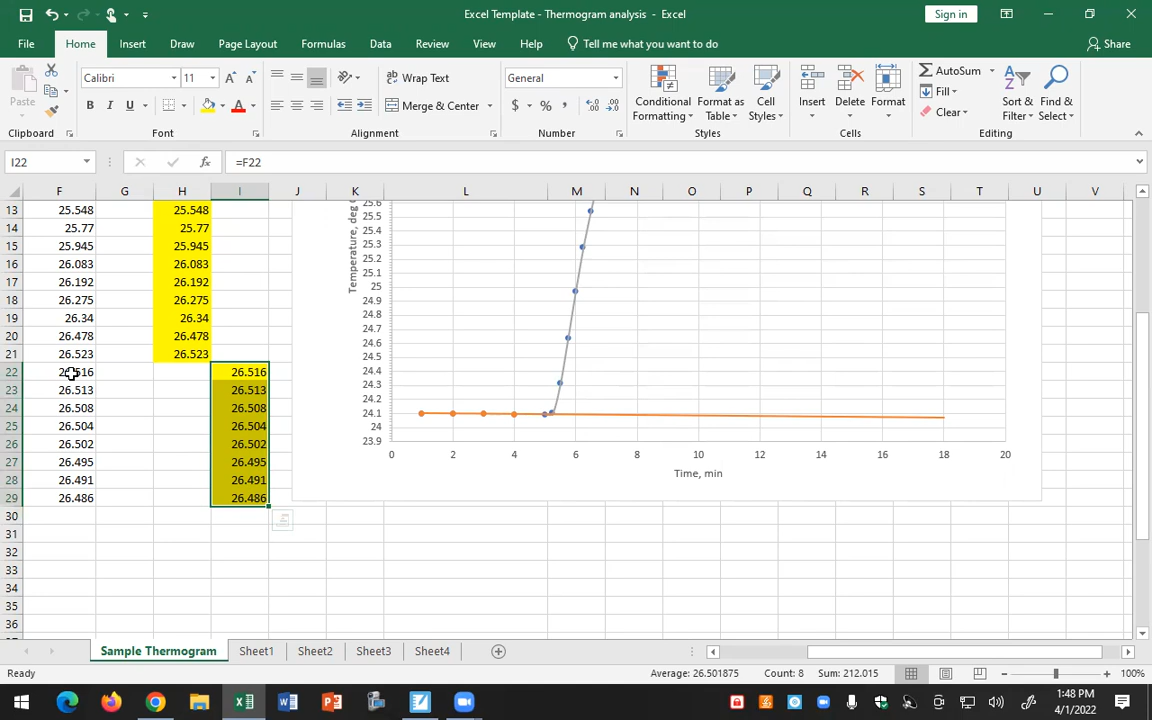 Excel Template - Thermogram analysis - Excel
Sign in
File Home Insert Draw Page Layout Formulas Data Review View Help Tell me what you want to do
Share
Paste
Calibri 11
Wrap Text
General
Conditional Formatting
Format as Table
Cell Styles
Insert
Delete
Format
AutoSum
Fill
Clear
Sort & Filter
Find & Select
B I U
Merge & Center
$ % ,
Clipboard Font Alignment Number Styles Cells Editing
I22 fx =F22
F G H I J K L M N O P Q R S T U V
13 25.548 25.548
14 25.77 25.77
15 25.945 25.945
16 26.083 26.083
17 26.192 26.192
18 26.275 26.275
19 26.34 26.34
20 26.478 26.478
21 26.523 26.523
22 26.516
23 26.513 26.513
24 26.508 26.508
25 26.504 26.504
26 26.502 26.502
27 26.495 26.495
28 26.491 26.491
29 26.486 26.486
30
31
32
33
34
35
36
Temperature, deg
25.6
25.5
25.4
25.3
25.2
25.1
25
24.9
24.8
24.7
24.6
24.5
24.4
24.3
24.2
24.1
24
23.9
0 2 4 6 8 10 12 14 16 18 20
Time, min
Sample Thermogram Sheet1 Sheet2 Sheet3 Sheet4
Ready
Average: 26.501875 Count: 8 Sum: 212.015
100%
1:48 PM
4/1/2022